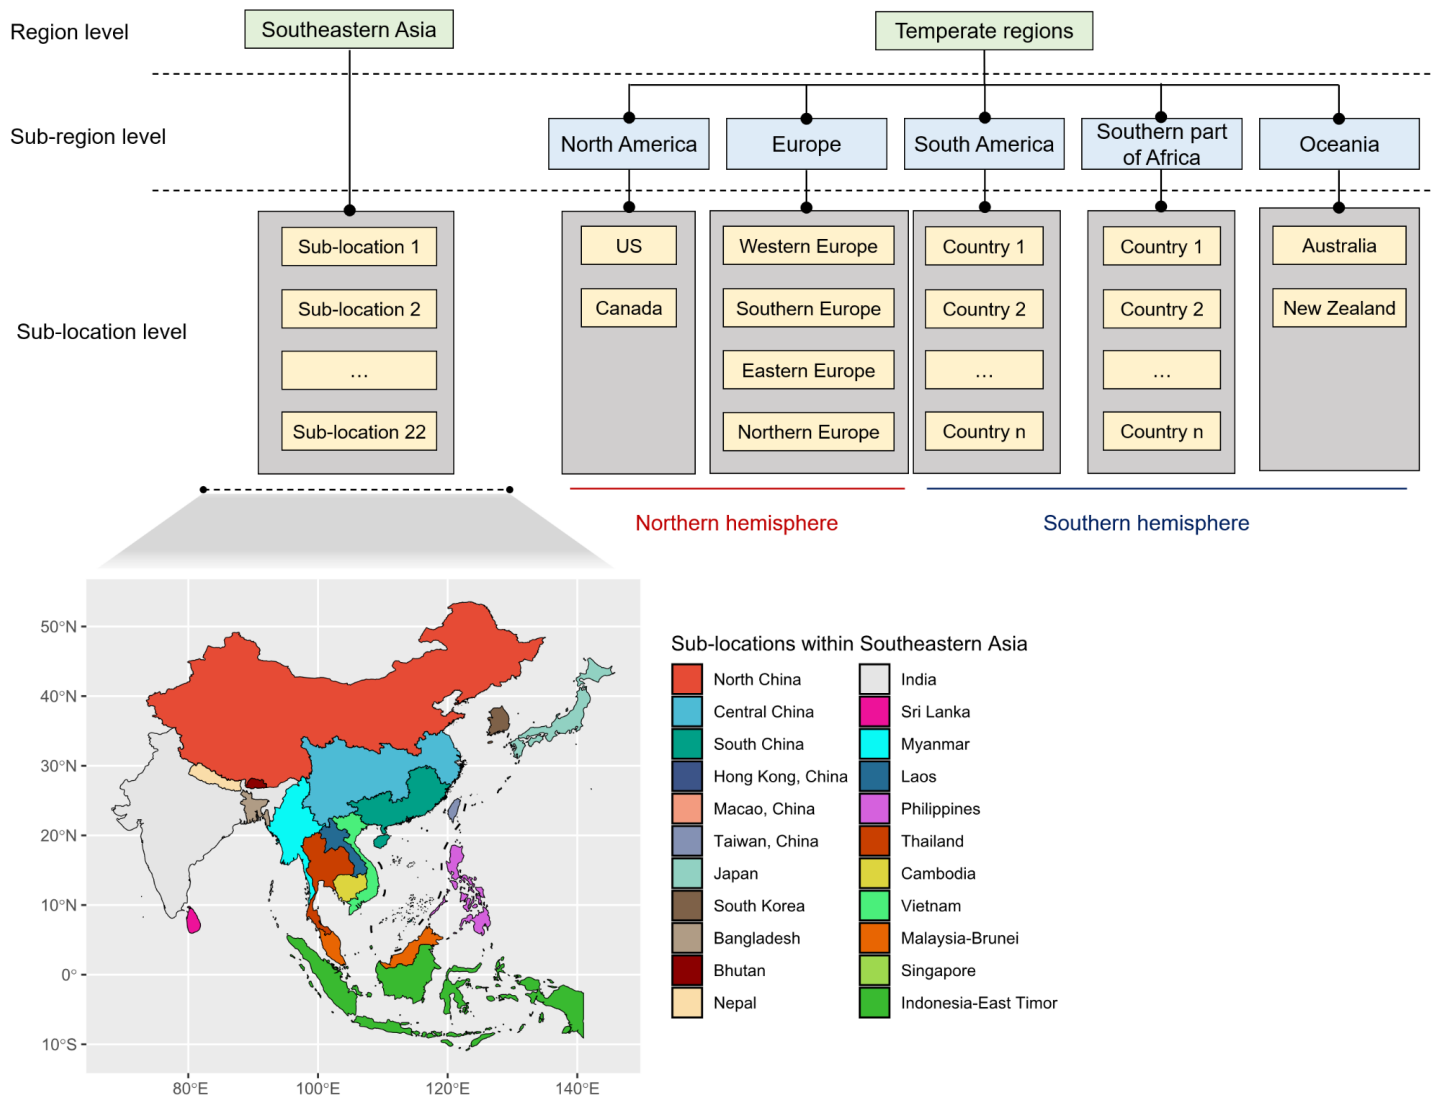 Region level
Southeastern Asia
Temperate regions
Sub-region level
North America
Europe
South America
Southern part
of Africa
Oceania
Sub-location level
Sub-location 1
Sub-location 2
...
Sub-location 22
US
Canada
Western Europe
Southern Europe
Eastern Europe
Northern Europe
Country 1
Country 2
...
Country n
Country 1
Country 2
...
Country n
Australia
New Zealand
Northern hemisphere
Southern hemisphere
50°N
40°N
30°N
20°N
10°N
0°
10°S
80°E
100°E
120°E
140°E
Sub-locations within Southeastern Asia
North China
Central China
South China
Hong Kong, China
Macao, China
Taiwan, China
Japan
South Korea
Bangladesh
Bhutan
Nepal
India
Sri Lanka
Myanmar
Laos
Philippines
Thailand
Cambodia
Vietnam
Malaysia-Brunei
Singapore
Indonesia-East Timor